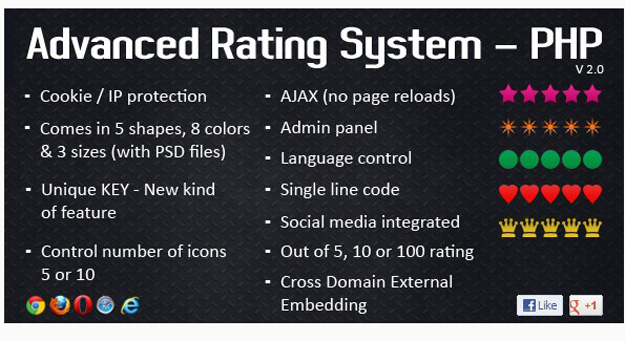 Advanced Rating System – PHP
V 2.0
- Cookie / IP protection
- Comes in 5 shapes, 8 colors
& 3 sizes (with PSD files)
- Unique KEY - New kind
of feature
- Control number of icons
5 or 10
- AJAX (no page reloads)
- Admin panel
- Language control
- Single line code
- Social media integrated
- Out of 5, 10 or 100 rating
- Cross Domain External
Embedding
f Like
g +1